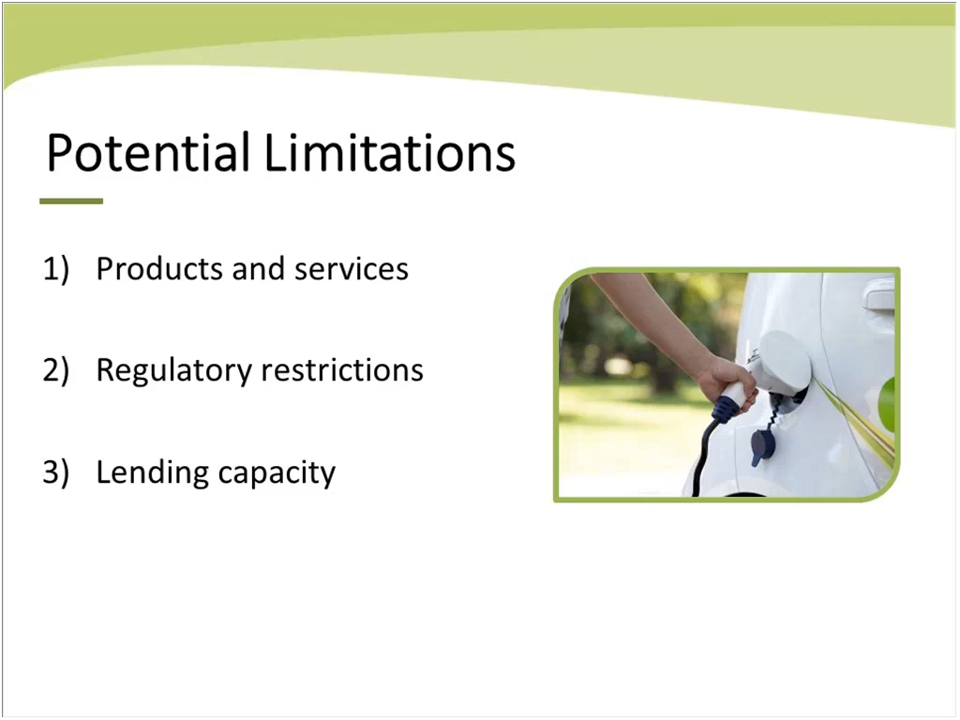 Potential Limitations
1) Products and services
2) Regulatory restrictions
3) Lending capacity